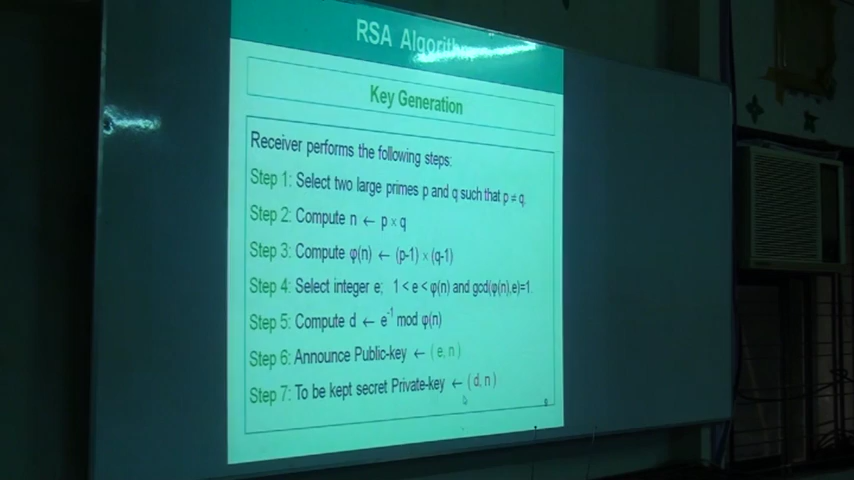 RSA Algorithm
Key Generation
Receiver performs the following steps:
Step 1: Select two large primes p and q such that p ≠ q.
Step 2: Compute n ← p × q
Step 3: Compute φ(n) ← (p-1) × (q-1)
Step 4: Select integer e; 1 < e < φ(n) and gcd(φ(n),e)=1.
Step 5: Compute d ← e⁻¹ mod φ(n)
Step 6: Announce Public-key ← ( e, n )
Step 7: To be kept secret Private-key ← ( d, n )